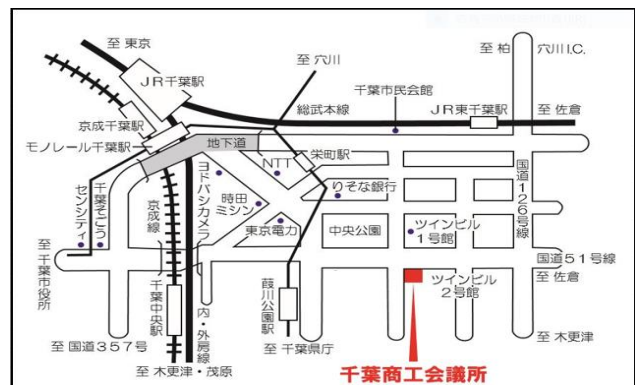 至 東京
至 穴川
至 柏
穴川I.C.
JR千葉駅
千葉市民会館
総武本線
JR東千葉駅
至 佐倉
京成千葉駅
モノレール千葉駅
地下道
NTT
栄町駅
国道126号線
ヨドバシカメラ
時田
ミシン
りそな銀行
千葉そごう
センシティ
京成線
東京電力
中央公園
ツインビル
1号館
至 千葉市役所
国道51号線
至 佐倉
千葉中央駅
内・外房線
葭川公園駅
ツインビル
2号館
至 国道357号
至 千葉県庁
至 木更津
至 木更津・茂原
千葉商工会議所